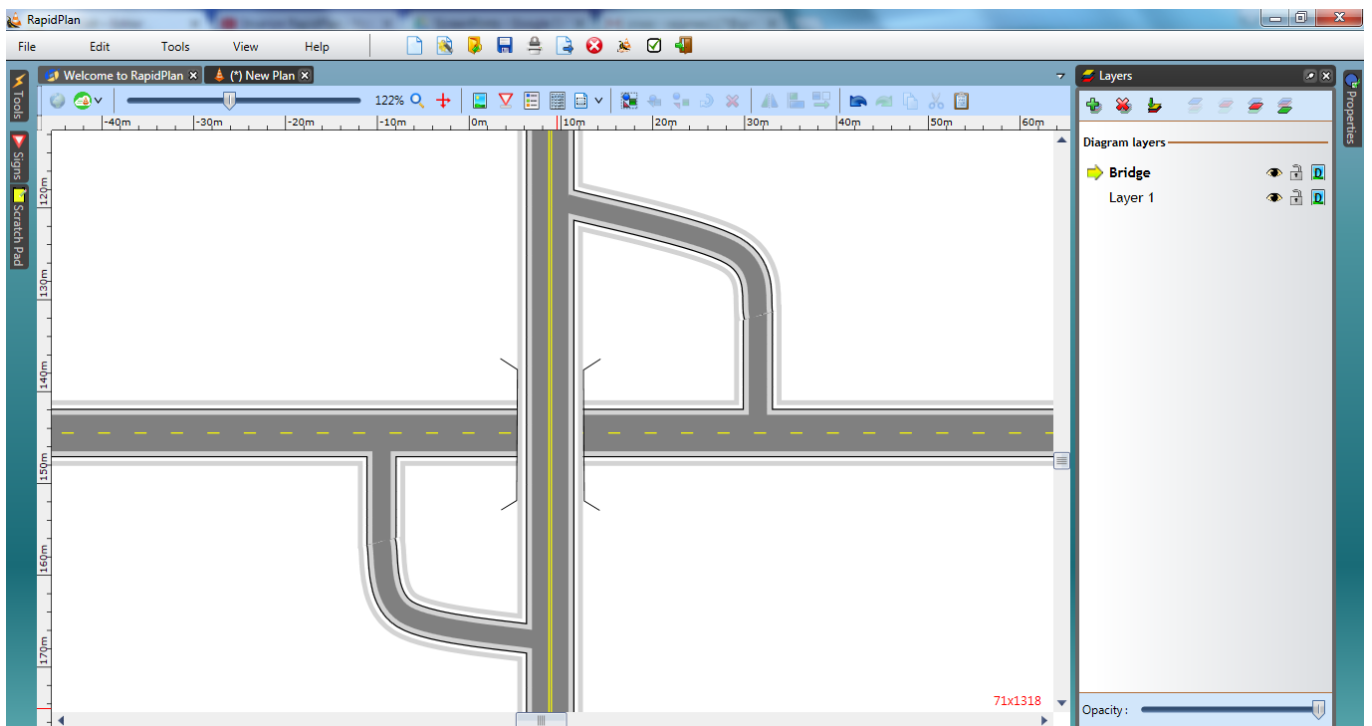 RapidPlan
File Edit Tools View Help
Welcome to RapidPlan (*) New Plan
Layers
122%
-40m -30m -20m -10m 0m 10m 20m 30m 40m 50m 60m
Tools
Signs
Scratch Pad
120m
130m
140m
150m
160m
170m
Diagram layers
Bridge D
Layer 1 D
Properties
71x1318
Opacity :